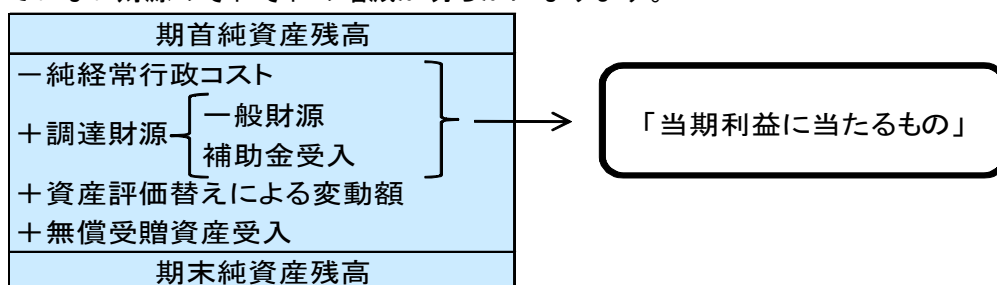 期首純資産残高
－純経常行政コスト
＋調達財源
一般財源
補助金受入
＋資産評価替えによる変動額
＋無償受贈資産受入
期末純資産残高
「当期利益に当たるもの」